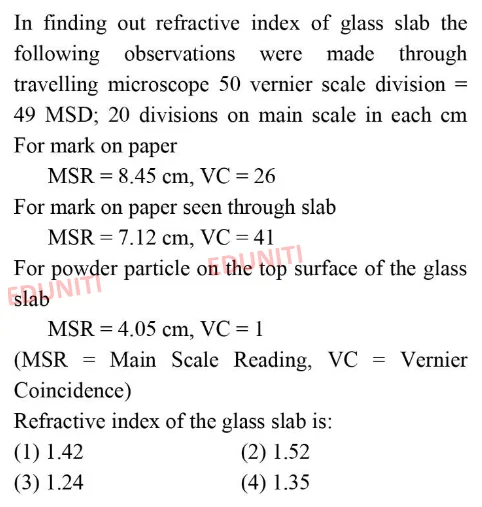 In finding out refractive index of glass slab the
following observations were made through
travelling microscope 50 vernier scale division =
49 MSD; 20 divisions on main scale in each cm
For mark on paper
MSR = 8.45 cm, VC = 26
For mark on paper seen through slab
MSR = 7.12 cm, VC = 41
For powder particle on the top surface of the glass
slab
MSR = 4.05 cm, VC = 1
(MSR = Main Scale Reading, VC = Vernier
Coincidence)
Refractive index of the glass slab is:
(1) 1.42 (2) 1.52
(3) 1.24 (4) 1.35
EDUNITI
EDUNITI